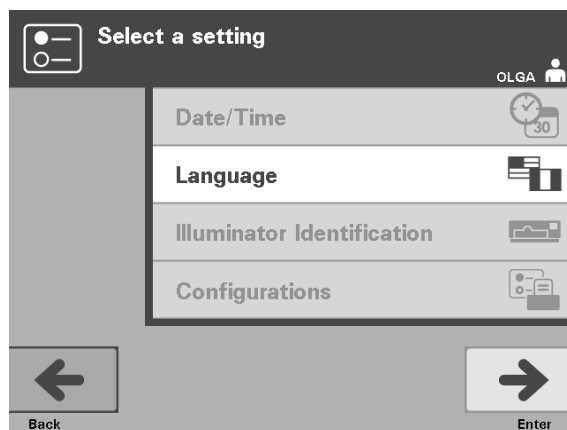 Select a setting
OLGA
Date/Time
30
Language
Illuminator Identification
Configurations
Back
Enter